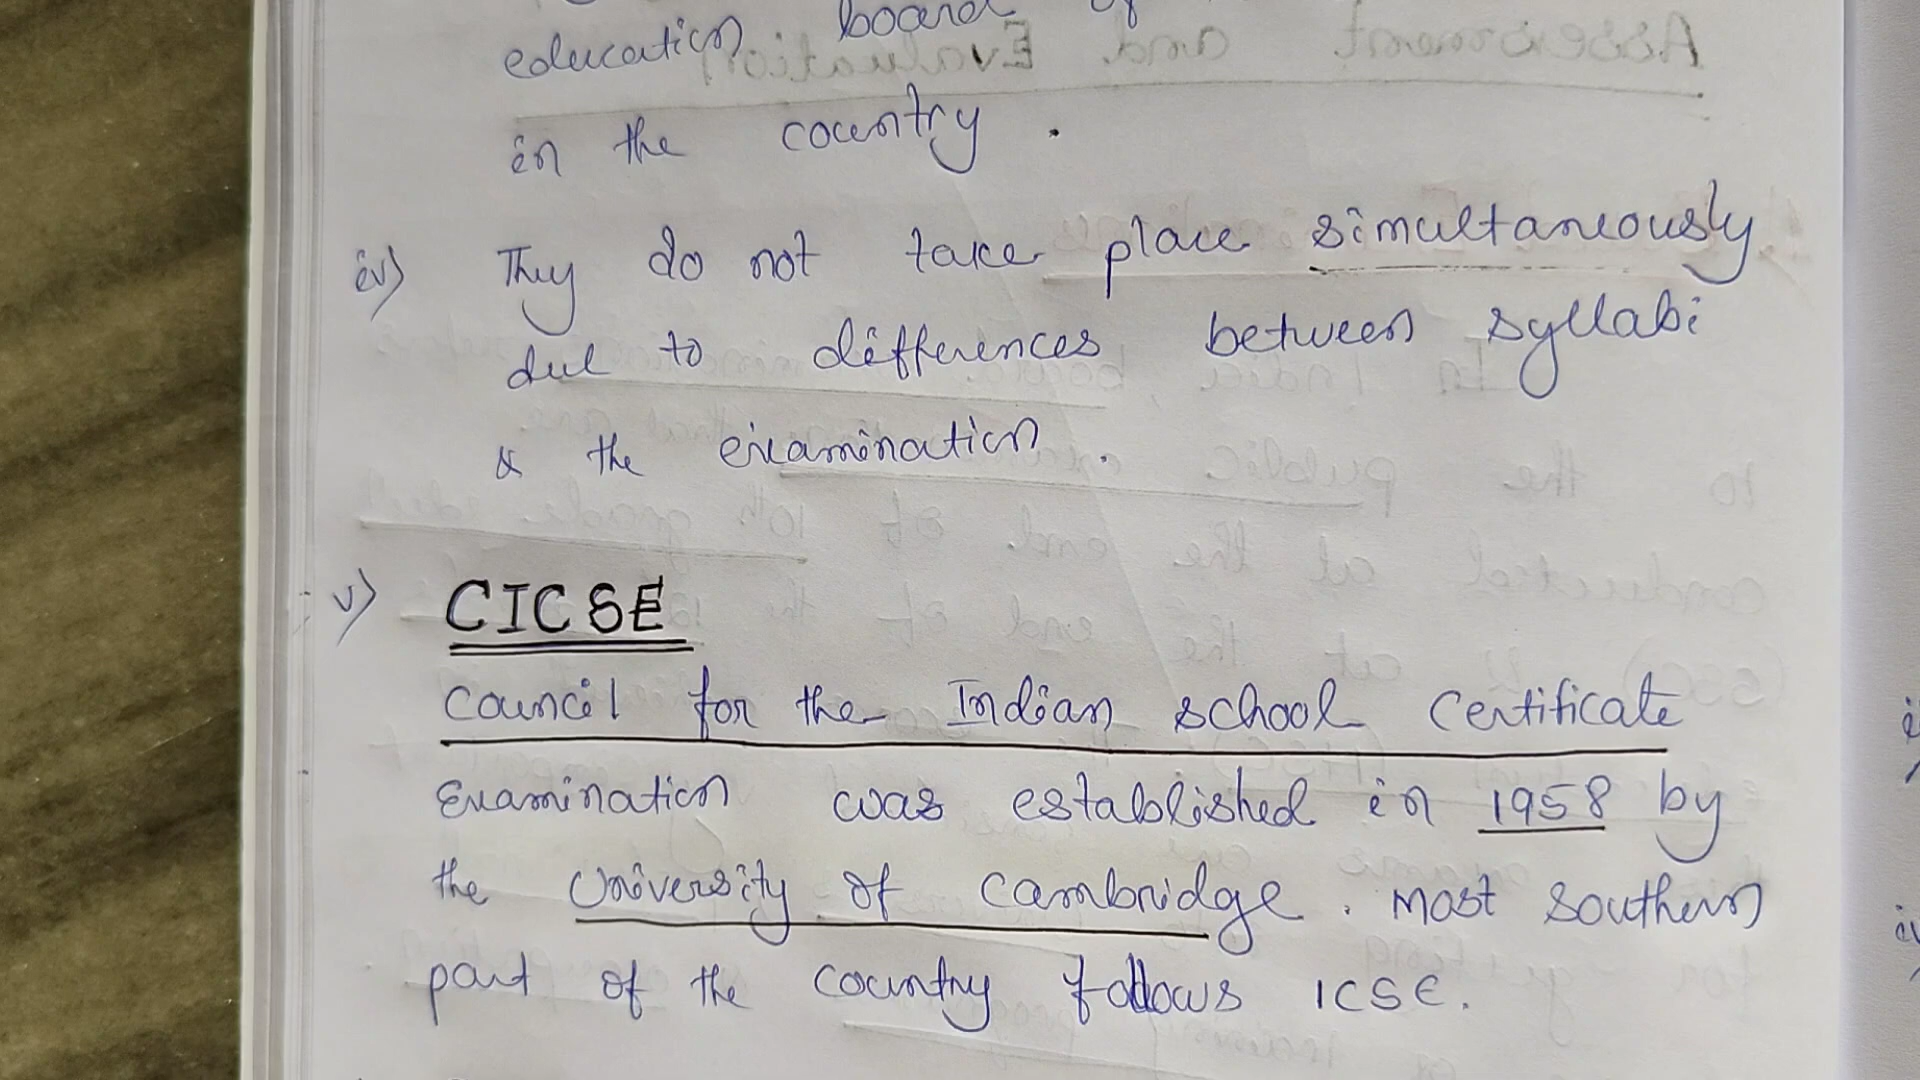 education board of
in the country.
iv) They do not take place simultaneously
due to differences between syllabi
& the examination.
v) CICSE
Council for the Indian school Certificate
Examination was established in 1958 by
the University of Cambridge. Most Southern
part of the country follows ICSE.